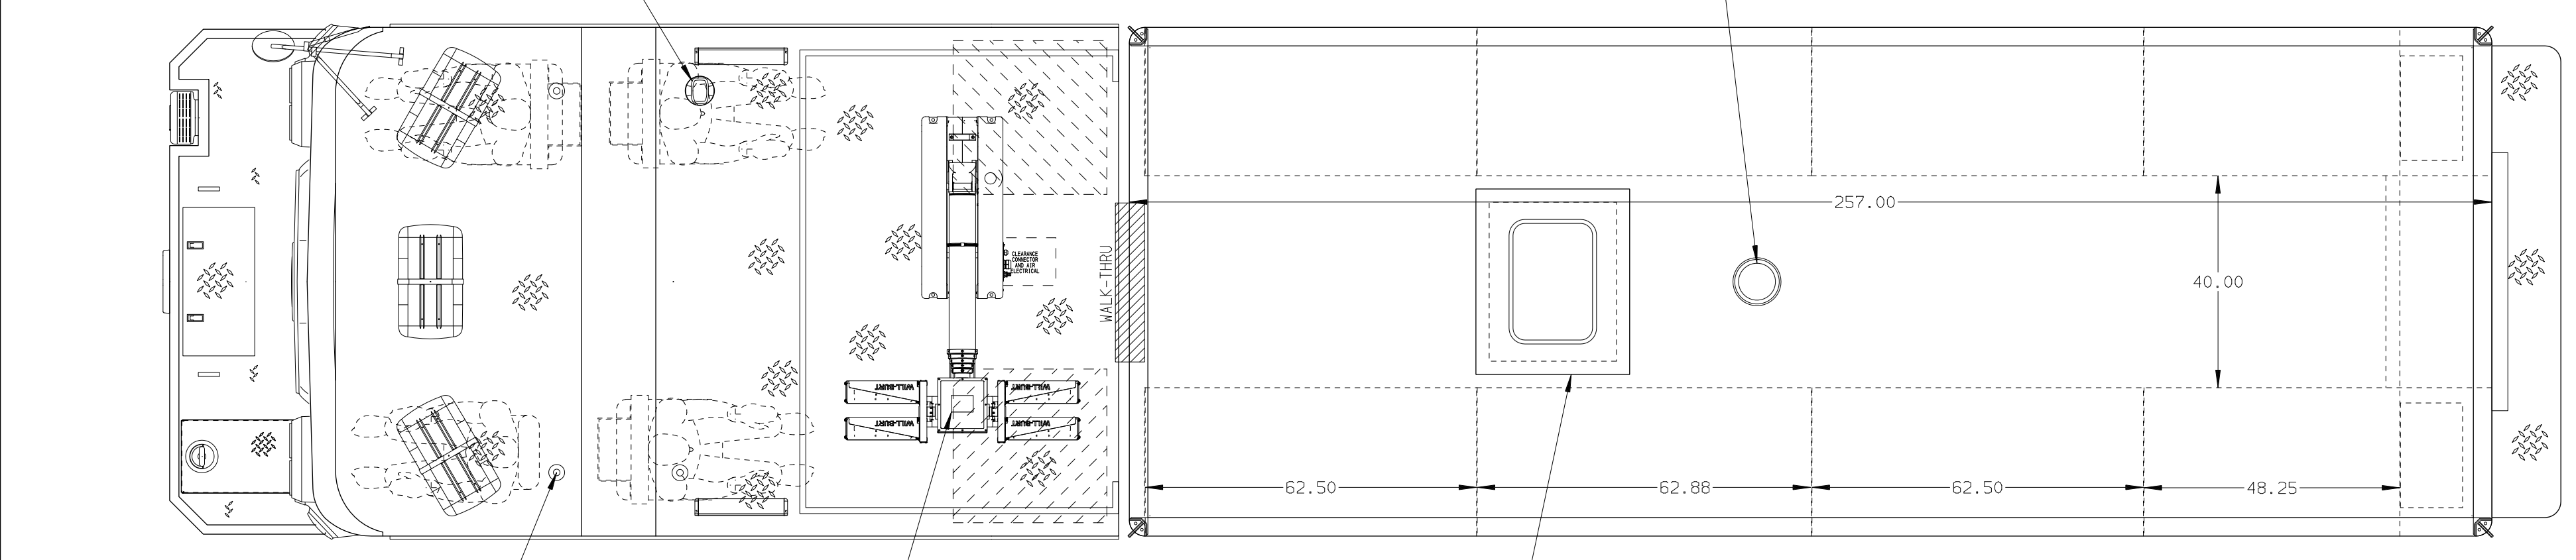 257.00
CLEARANCE
CONNECTOR
AND AIR
ELECTRICAL
WALK-THRU
40.00
WILL-BURT
WILL-BURT
WILL-BURT
WILL-BURT
62.50
62.88
62.50
48.25